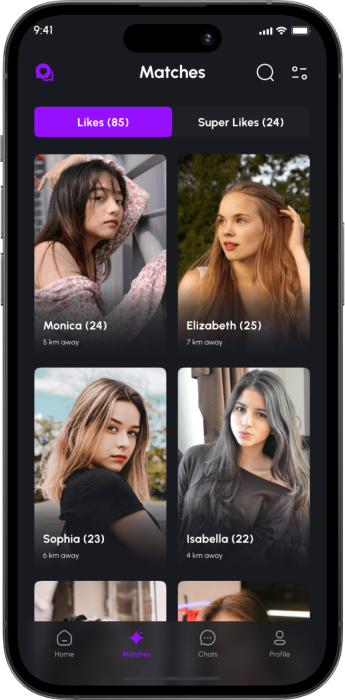 9:41
Matches
Likes (85)
Super Likes (24)
Monica (24)
5 km away
Elizabeth (25)
7 km away
Sophia (23)
6 km away
Isabella (22)
4 km away
Home
Matches
Chats
Profile